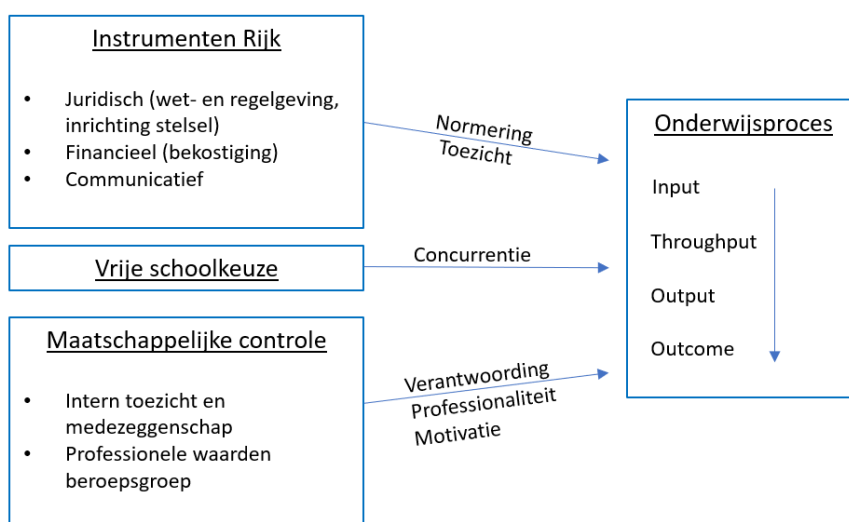 Instrumenten Rijk
• Juridisch (wet- en regelgeving,
inrichting stelsel)
• Financieel (bekostiging)
• Communicatief
Normering
Toezicht
Vrije schoolkeuze
Concurrentie
Maatschappelijke controle
• Intern toezicht en
medezeggenschap
• Professionele waarden
beroepsgroep
Verantwoording
Professionaliteit
Motivatie
Onderwijsproces
Input
Throughput
Output
Outcome